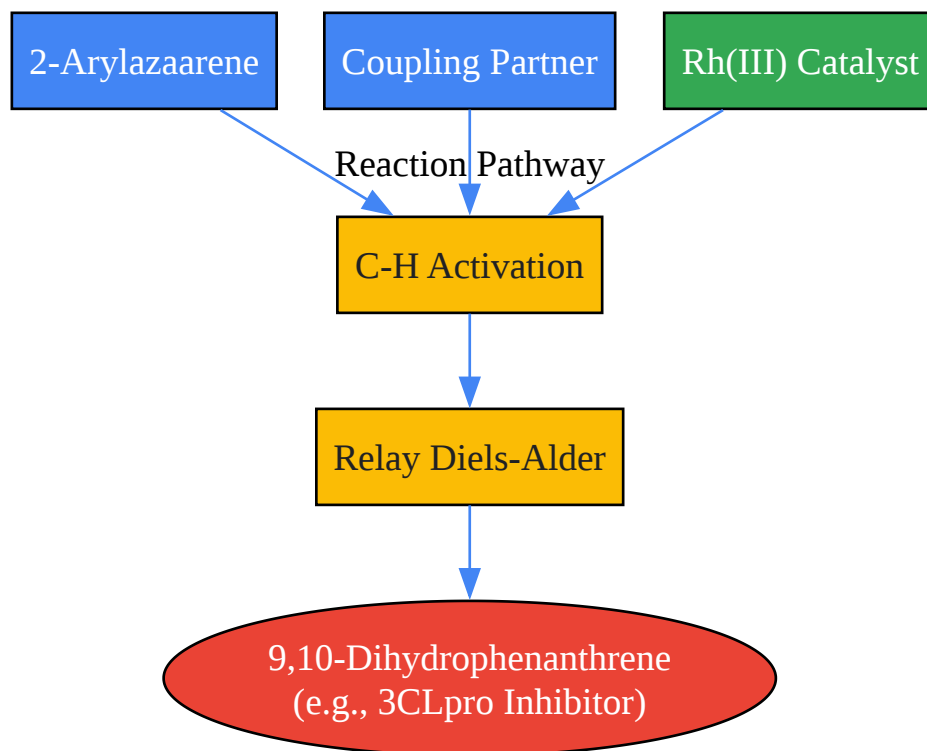 2-Arylazaarene
Coupling Partner
Rh(III) Catalyst
Reaction Pathway
C-H Activation
Relay Diels-Alder
9,10-Dihydrophenanthrene
(e.g., 3CLpro Inhibitor)